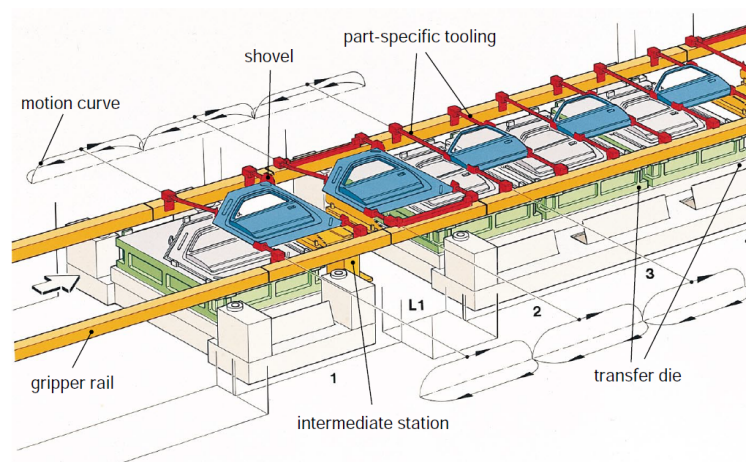 part-specific tooling
shovel
motion curve
L1
3
2
1
gripper rail
transfer die
intermediate station